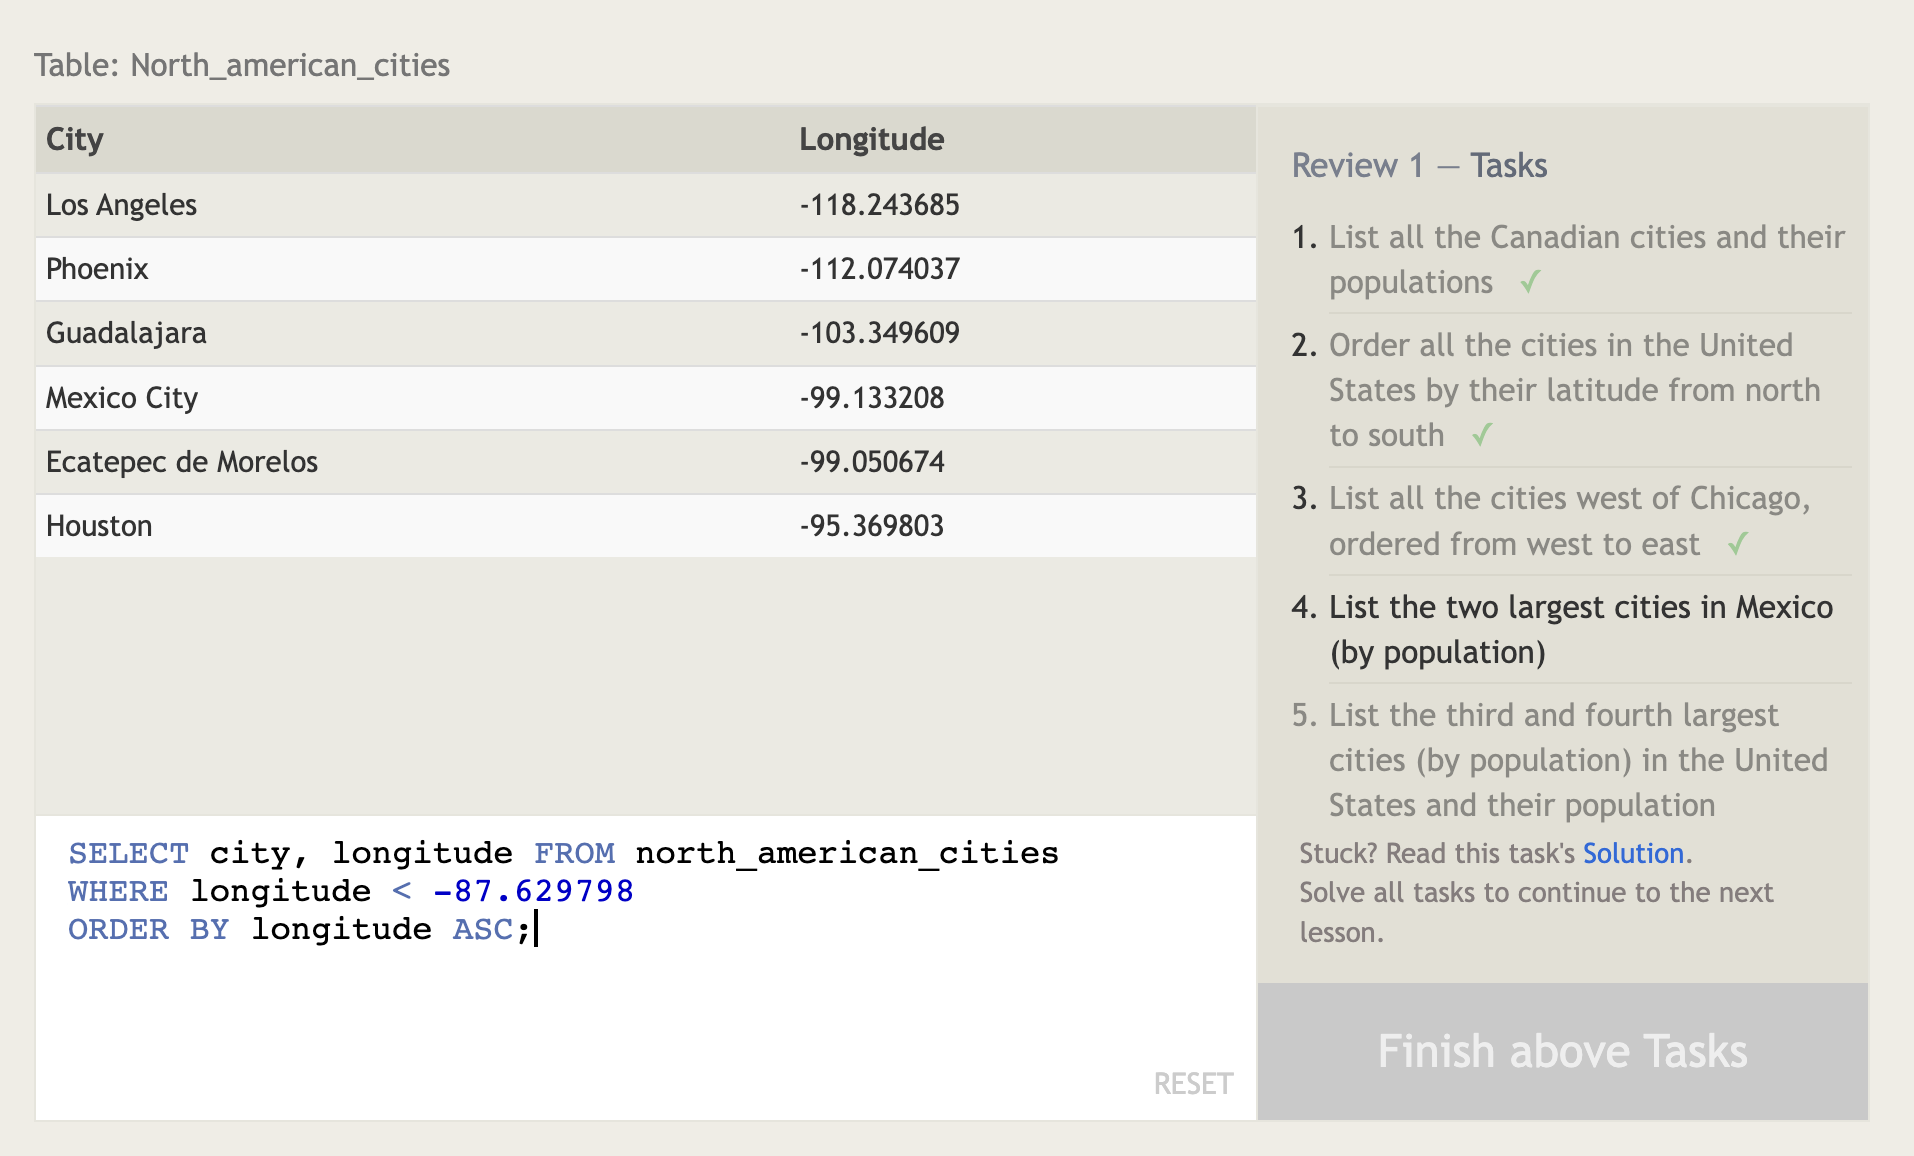 Table: North_american_cities
City Longitude
Los Angeles -118.243685
Phoenix -112.074037
Guadalajara -103.349609
Mexico City -99.133208
Ecatepec de Morelos -99.050674
Houston -95.369803
SELECT city, longitude FROM north_american_cities
WHERE longitude < -87.629798
ORDER BY longitude ASC;
RESET
Review 1 — Tasks
1. List all the Canadian cities and their
populations ✓
2. Order all the cities in the United
States by their latitude from north
to south ✓
3. List all the cities west of Chicago,
ordered from west to east ✓
4. List the two largest cities in Mexico
(by population)
5. List the third and fourth largest
cities (by population) in the United
States and their population
Stuck? Read this task's Solution.
Solve all tasks to continue to the next
lesson.
Finish above Tasks